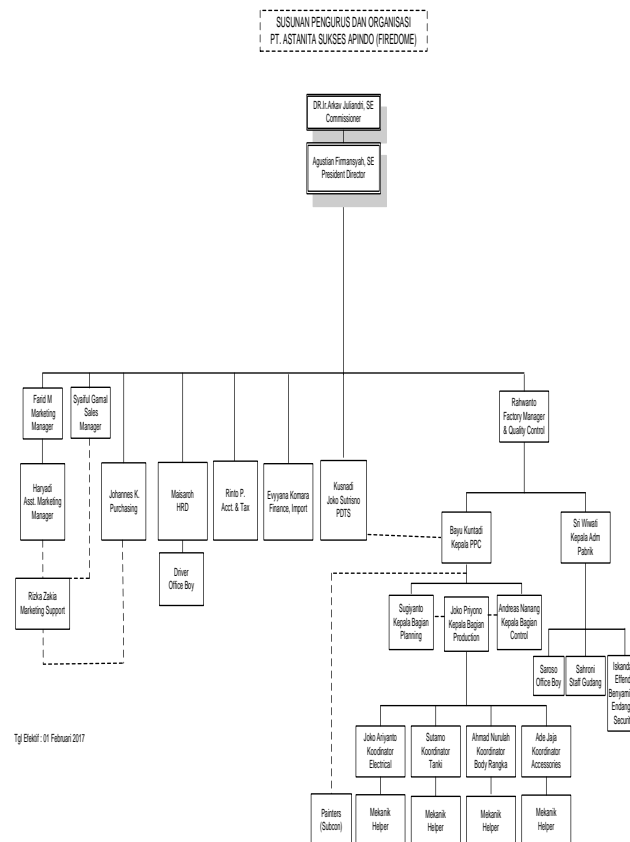 SUSUNAN PENGURUS DAN ORGANISASI
PT. ASTANITA SUKSES APINDO (FIREDOME)
DR.Ir.Arkav Juliandri, SE
Commissioner
Agustian Firmansyah, SE
President Director
Farid M
Marketing
Manager
Syaiful Gamal
Sales
Manager
Rahwanto
Factory Manager
& Quality Control
Haryadi
Asst. Marketing
Manager
Johannes K.
Purchasing
Maisaroh
HRD
Rinto P.
Acct. & Tax
Evyyana Komara
Finance, Import
Kusnadi
Joko Sutrisno
PDTS
Bayu Kuntadi
Kepala PPC
Sri Wiwati
Kepala Adm
Pabrik
Driver
Office Boy
Rizka Zakia
Marketing Support
Sugiyanto
Kepala Bagian
Planning
Joko Priyono
Kepala Bagian
Production
Andreas Nanang
Kepala Bagian
Control
Saroso
Office Boy
Sahroni
Staff Gudang
Tgl Efektif : 01 Februari 2017
Joko Ariyanto
Koodinator
Electrical
Sutarno
Koordinator
Tanki
Ahmad Nurulah
Koordinator
Body Rangka
Ade Jaja
Koordinator
Accessories
Painters
(Subcon)
Mekanik
Helper
Mekanik
Helper
Mekanik
Helper
Mekanik
Helper